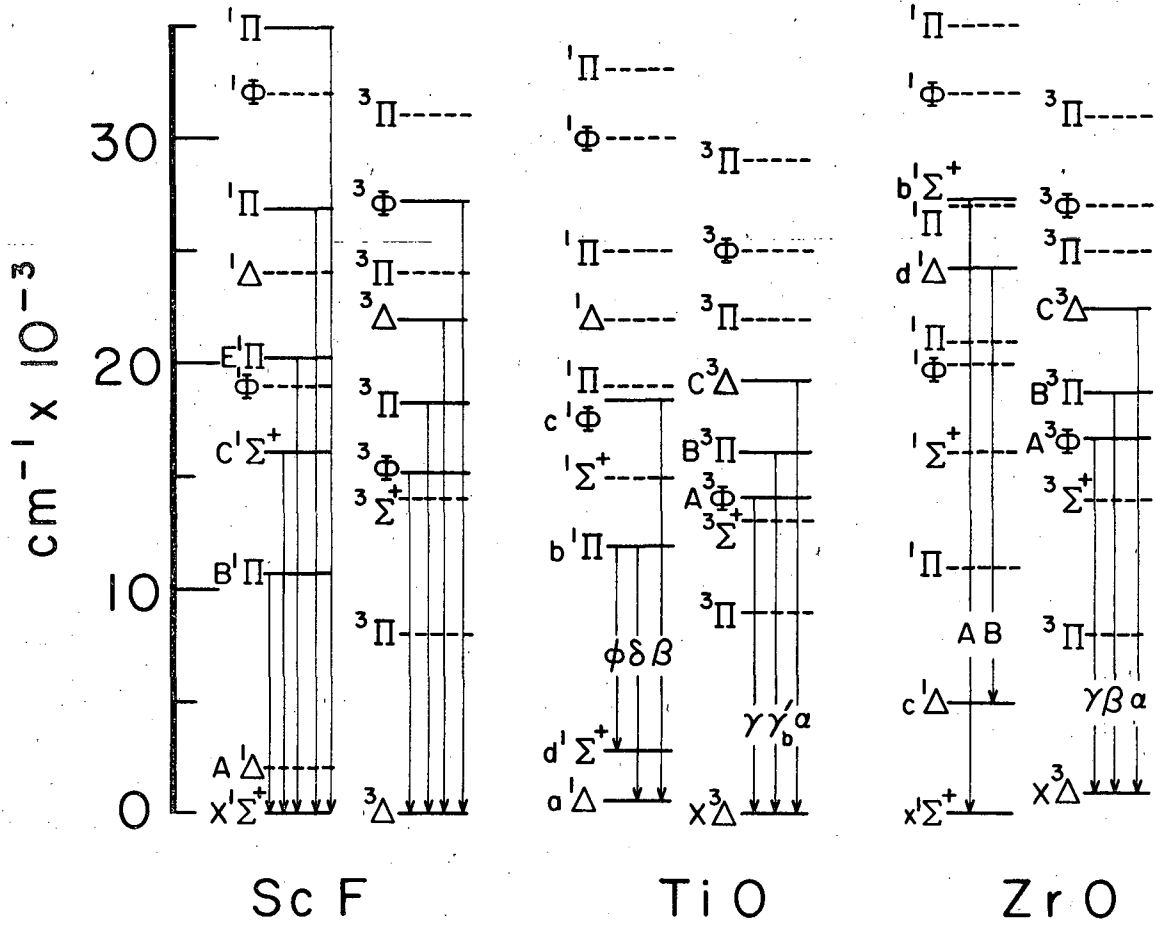 cm⁻¹ x 10⁻³
30
20
10
0
¹Π
¹Φ
¹Π
¹Δ
E¹Π
¹Φ
C¹Σ⁺
B¹Π
A¹Δ
X¹Σ⁺
³Π
³Φ
³Π
³Δ
³Π
³Φ
³Σ⁺
³Π
³Δ
ScF
¹Π
¹Φ
¹Π
¹Δ
¹Π
c¹Φ
¹Σ⁺
b¹Π
ϕ δ β
d¹Σ⁺
a¹Δ
³Π
³Φ
³Π
C³Δ
B³Π
A³Φ
³Σ⁺
³Π
γ γ′b α
X³Δ
TiO
¹Π
¹Φ
b¹Σ⁺
¹Π
d¹Δ
¹Π
¹Φ
¹Σ⁺
¹Π
A B
c¹Δ
x¹Σ⁺
³Π
³Φ
³Π
C³Δ
B³Π
A³Φ
³Σ⁺
³Π
γ β α
X³Δ
ZrO